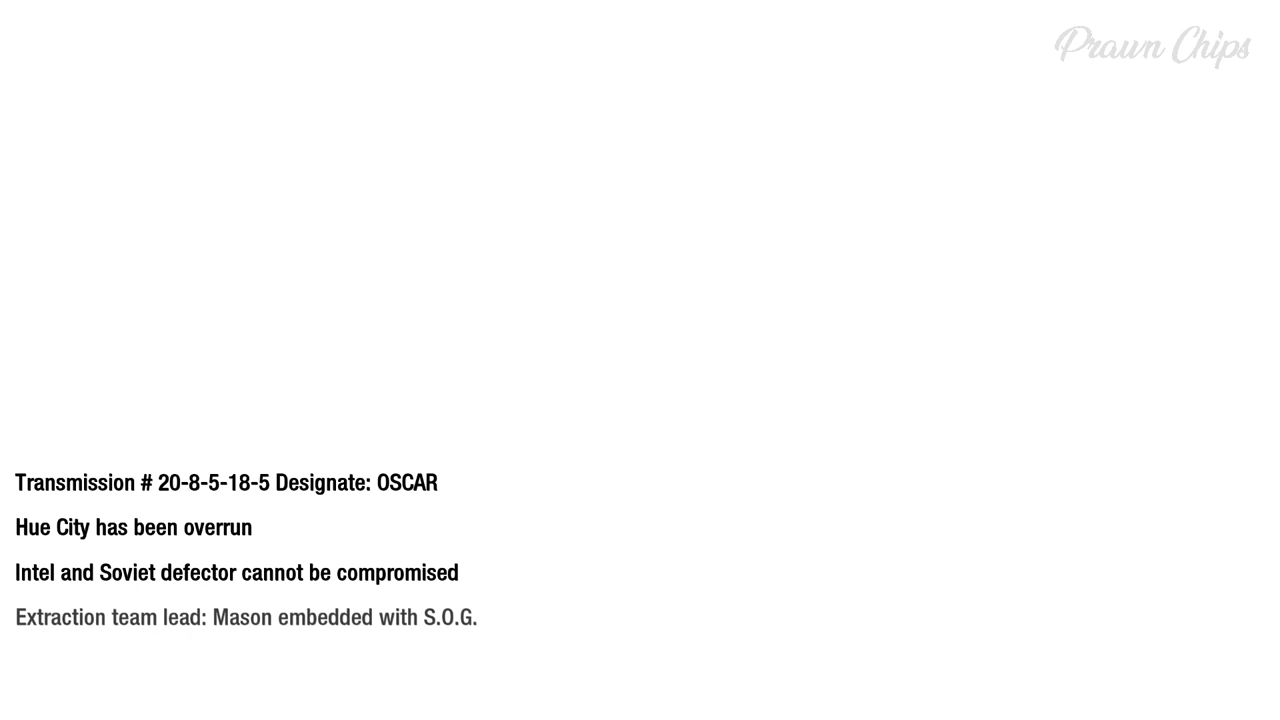 Prawn Chips
Transmission # 20-8-5-18-5 Designate: OSCAR
Hue City has been overrun
Intel and Soviet defector cannot be compromised
Extraction team lead: Mason embedded with S.O.G.